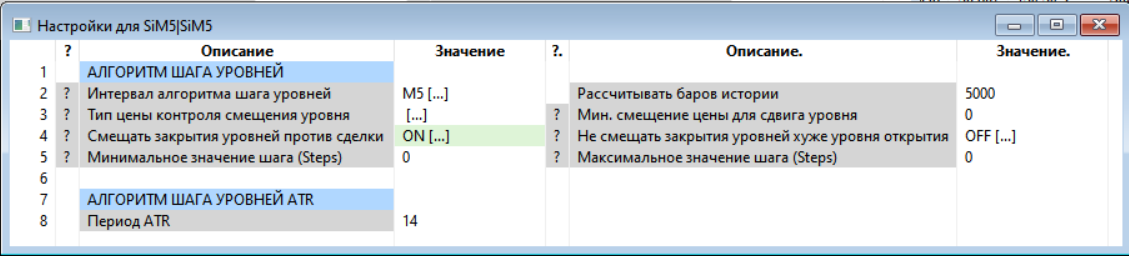 Настройки для SiM5|SiM5
? Описание Значение ?. Описание. Значение.
1 АЛГОРИТМ ШАГА УРОВНЕЙ
2 ? Интервал алгоритма шага уровней M5 [...] Рассчитывать баров истории 5000
3 ? Тип цены контроля смещения уровня [...] ? Мин. смещение цены для сдвига уровня 0
4 ? Смещать закрытия уровней против сделки ON [...] ? Не смещать закрытия уровней хуже уровня открытия OFF [...]
5 ? Минимальное значение шага (Steps) 0 ? Максимальное значение шага (Steps) 0
6
7 АЛГОРИТМ ШАГА УРОВНЕЙ ATR
8 Период ATR 14